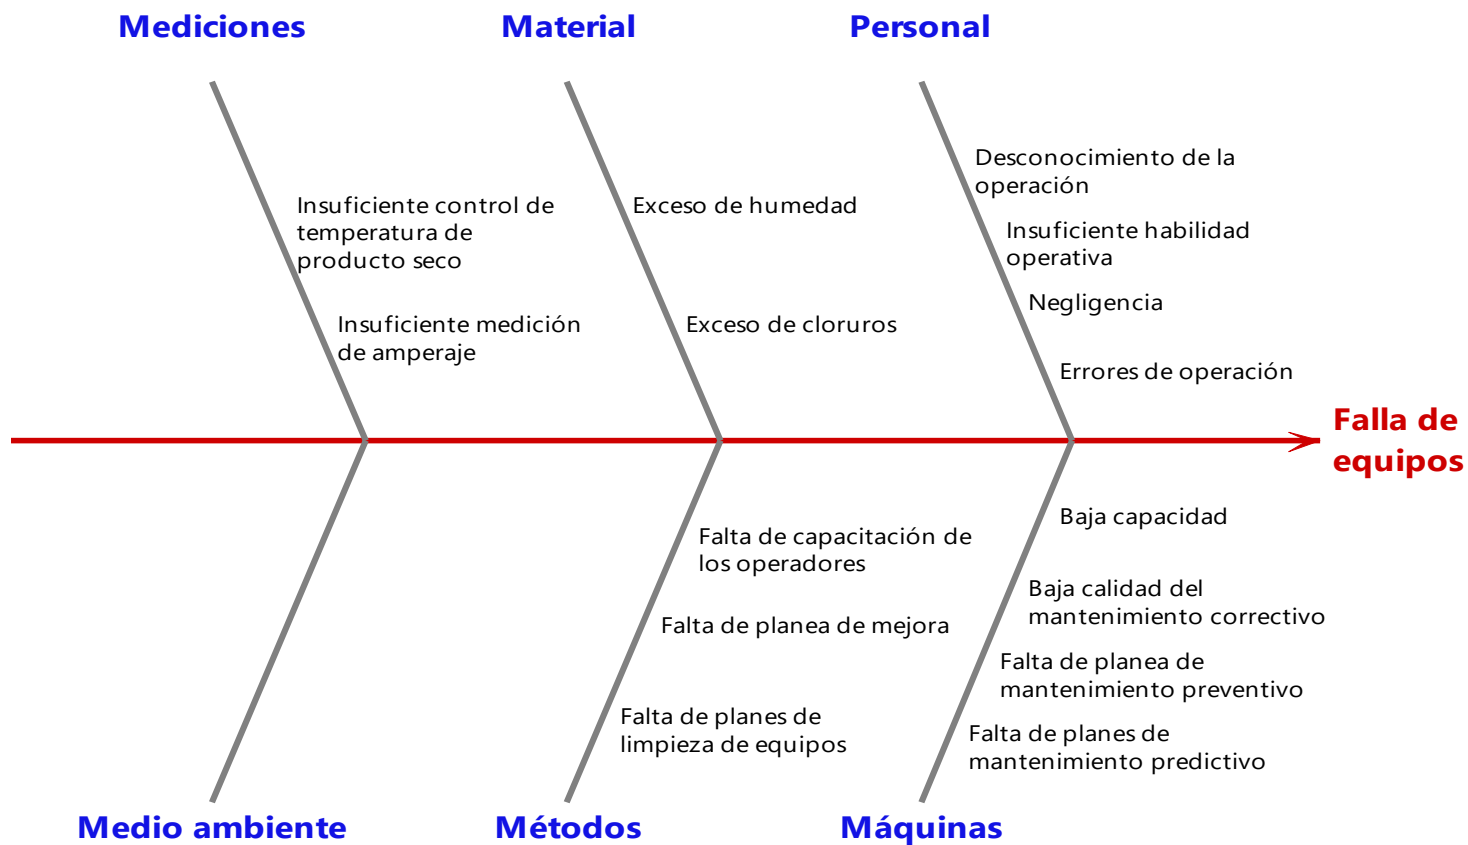 Mediciones
Material
Personal
Insuficiente control de
temperatura de
producto seco
Insuficiente medición
de amperaje
Exceso de humedad
Exceso de cloruros
Desconocimiento de la
operación
Insuficiente habilidad
operativa
Negligencia
Errores de operación
Falla de
equipos
Falta de capacitación de
los operadores
Falta de planea de mejora
Falta de planes de
limpieza de equipos
Baja capacidad
Baja calidad del
mantenimiento correctivo
Falta de planea de
mantenimiento preventivo
Falta de planes de
mantenimiento predictivo
Medio ambiente
Métodos
Máquinas